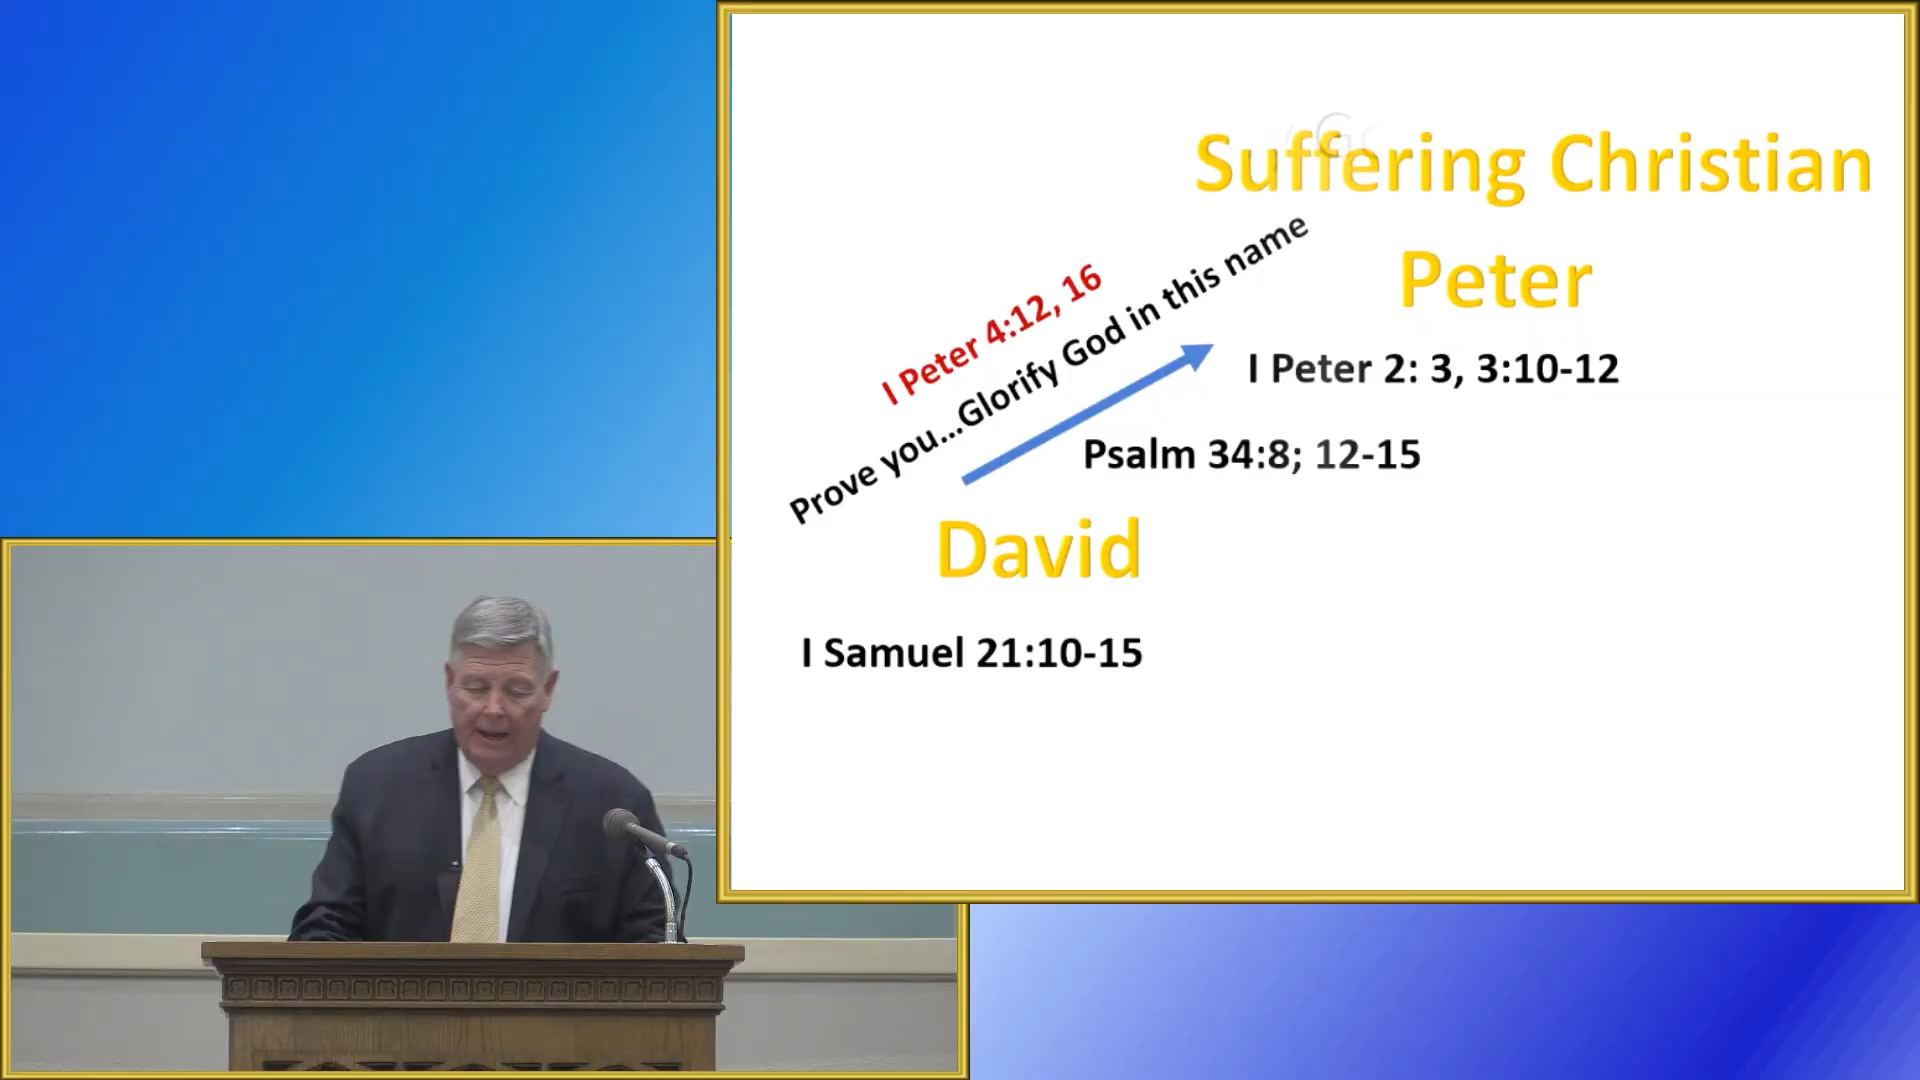 Suffering Christian
Peter
I Peter 4:12, 16
Prove you...Glorify God in this name
I Peter 2: 3, 3:10-12
Psalm 34:8; 12-15
David
I Samuel 21:10-15